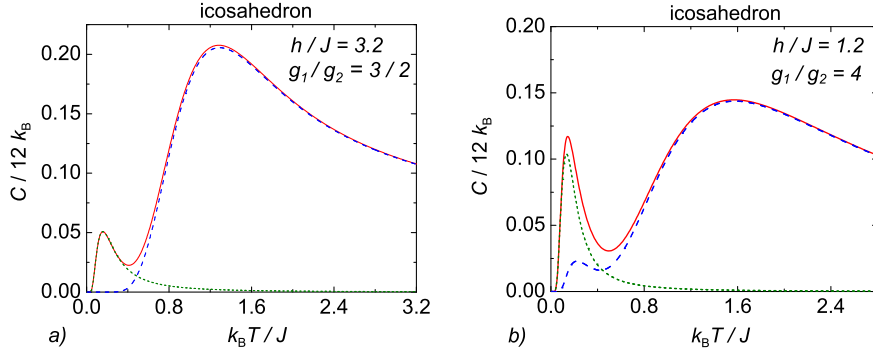 icosahedron
h / J = 3.2
g1 / g2 = 3 / 2
0.20
0.15
0.10
0.05
0.00
C / 12 kB
0.0 0.8 1.6 2.4 3.2
kBT / J
a)
icosahedron
h / J = 1.2
g1 / g2 = 4
0.20
0.15
0.10
0.05
0.00
C / 12 kB
0.0 0.8 1.6 2.4
kBT / J
b)